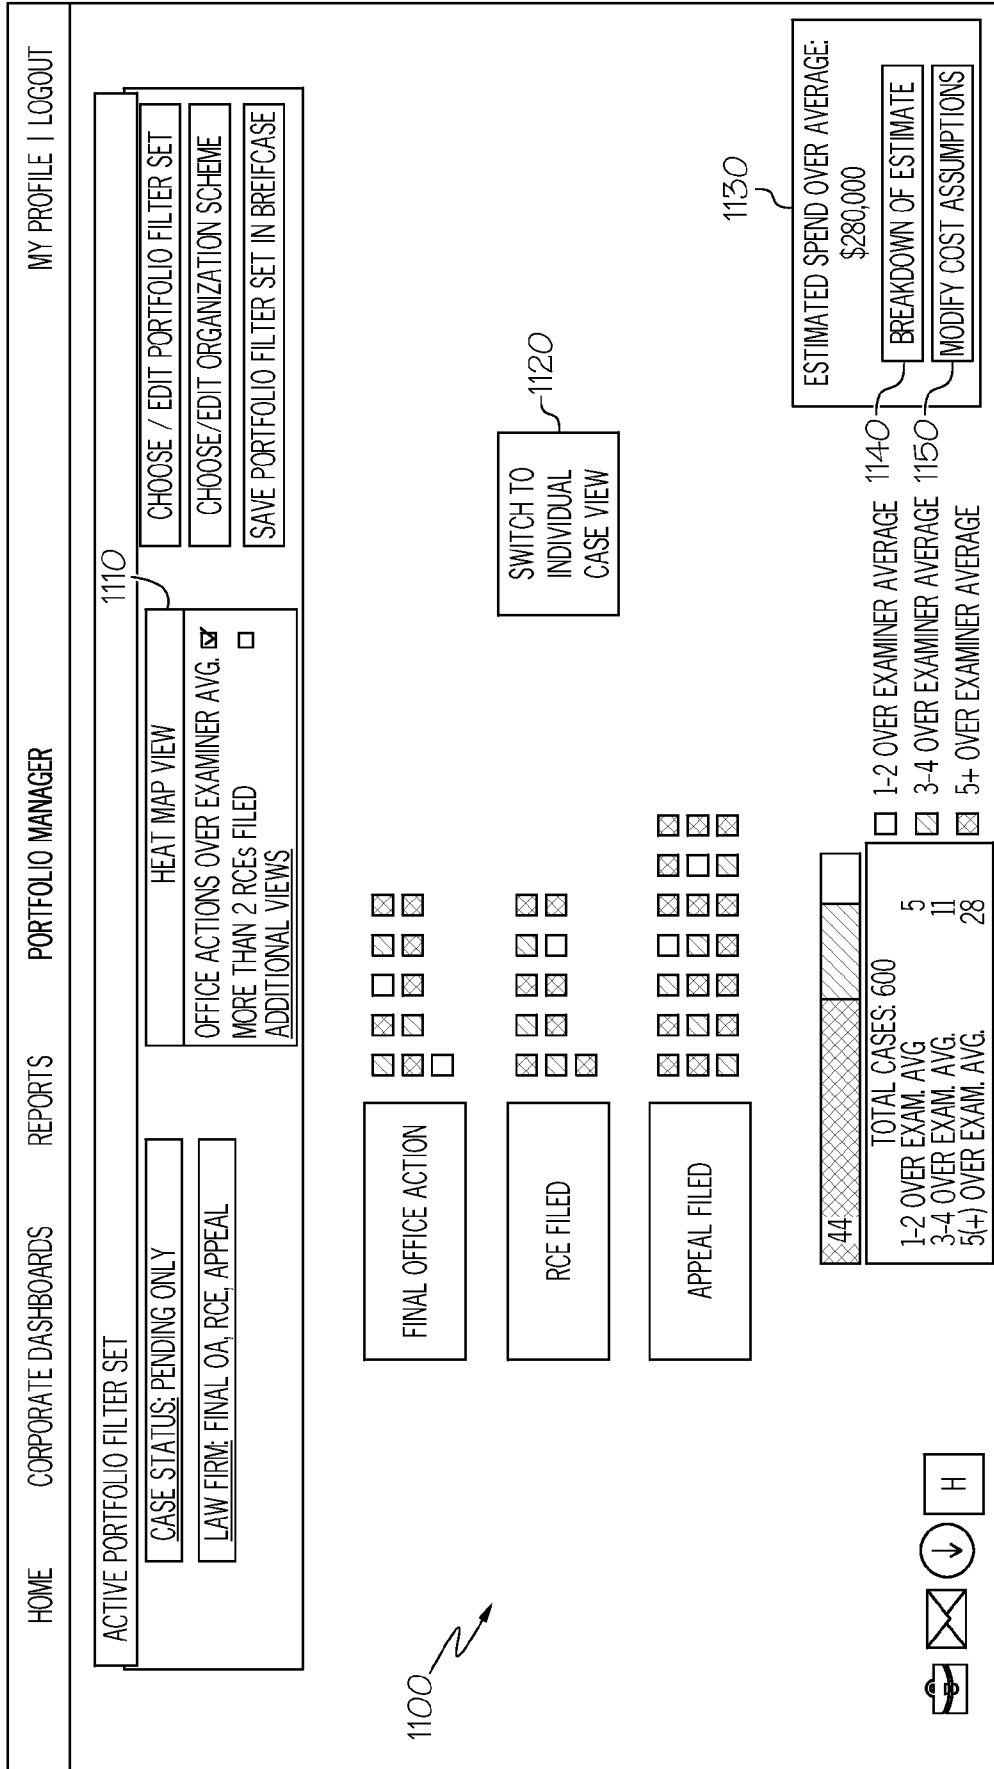 HOME CORPORATE DASHBOARDS REPORTS PORTFOLIO MANAGER MY PROFILE | LOGOUT
ACTIVE PORTFOLIO FILTER SET
CASE STATUS: PENDING ONLY
LAW FIRM: FINAL OA, RCE, APPEAL
1110
HEAT MAP VIEW
OFFICE ACTIONS OVER EXAMINER AVG.
MORE THAN 2 RCEs FILED
ADDITIONAL VIEWS
CHOOSE / EDIT PORTFOLIO FILTER SET
CHOOSE/EDIT ORGANIZATION SCHEME
SAVE PORTFOLIO FILTER SET IN BREIFCASE
1100
FINAL OFFICE ACTION
RCE FILED
APPEAL FILED
SWITCH TO
INDIVIDUAL
CASE VIEW
1120
1130
ESTIMATED SPEND OVER AVERAGE:
$280,000
BREAKDOWN OF ESTIMATE
MODIFY COST ASSUMPTIONS
1140
1150
44
TOTAL CASES: 600
1-2 OVER EXAM. AVG 5
3-4 OVER EXAM. AVG. 11
5(+) OVER EXAM. AVG. 28
1-2 OVER EXAMINER AVERAGE
3-4 OVER EXAMINER AVERAGE
5+ OVER EXAMINER AVERAGE
H